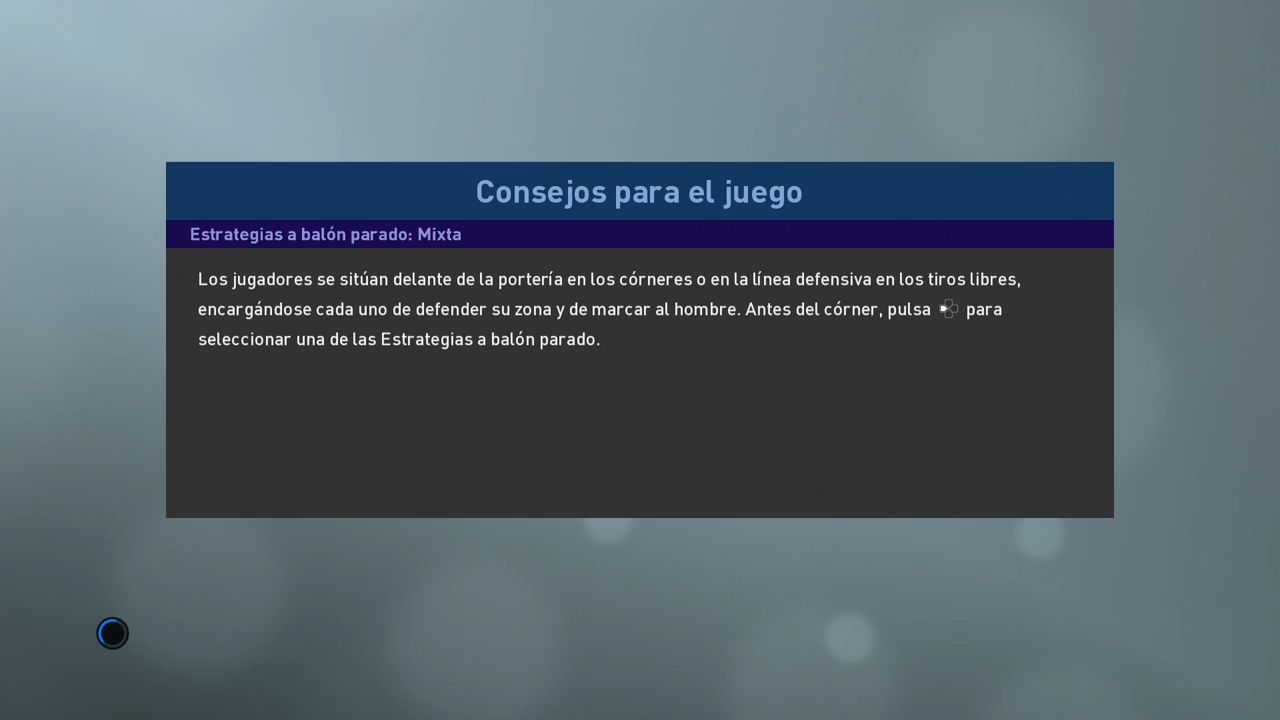 Consejos para el juego
Estrategias a balón parado: Mixta
Los jugadores se sitúan delante de la portería en los córneres o en la línea defensiva en los tiros libres,
encargándose cada uno de defender su zona y de marcar al hombre. Antes del córner, pulsa para
seleccionar una de las Estrategias a balón parado.